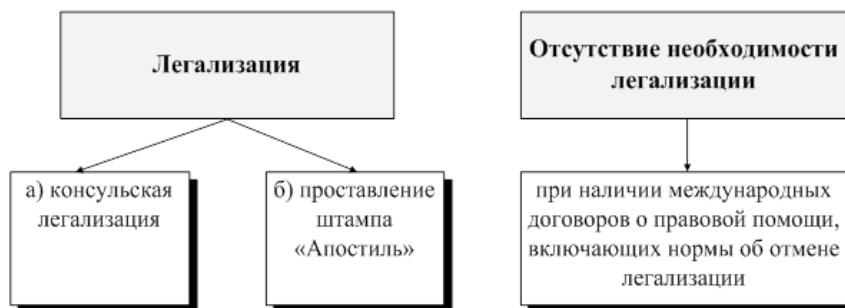 Легализация
Отсутствие необходимости
легализации
а) консульская
легализация
б) проставление
штампа
«Апостиль»
при наличии международных
договоров о правовой помощи,
включающих нормы об отмене
легализации